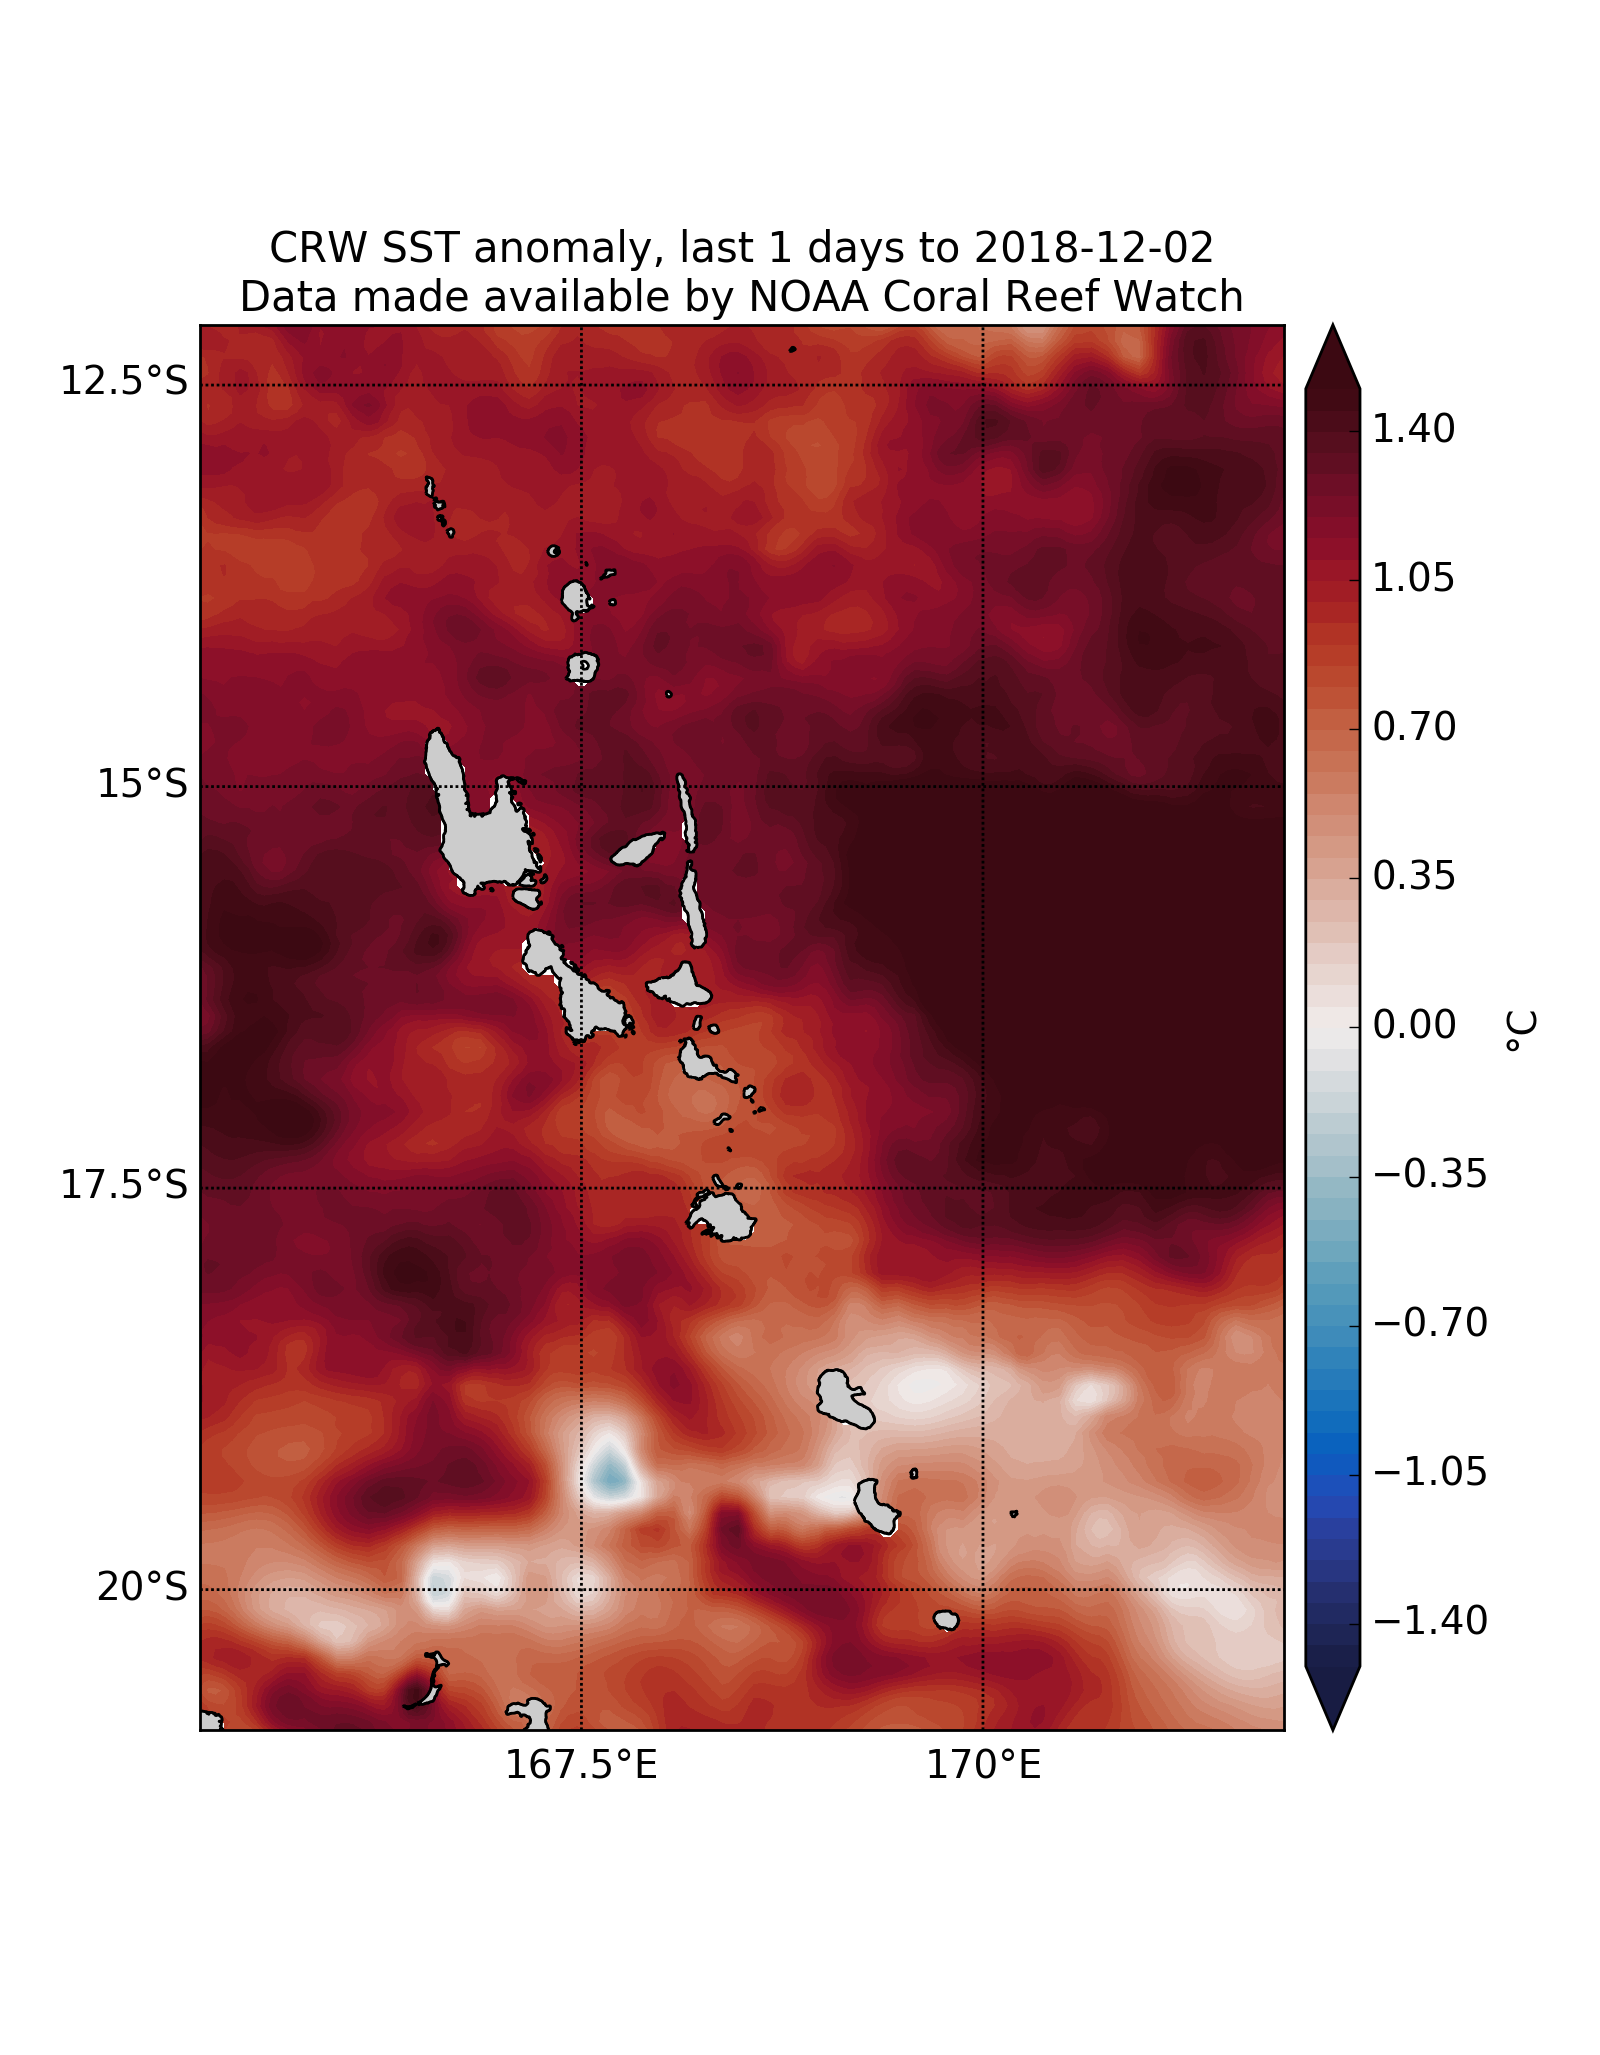 CRW SST anomaly, last 1 days to 2018-12-02
Data made available by NOAA Coral Reef Watch
12.5°S
15°S
17.5°S
20°S
167.5°E
170°E
1.40
1.05
0.70
0.35
0.00
−0.35
−0.70
−1.05
−1.40
°C